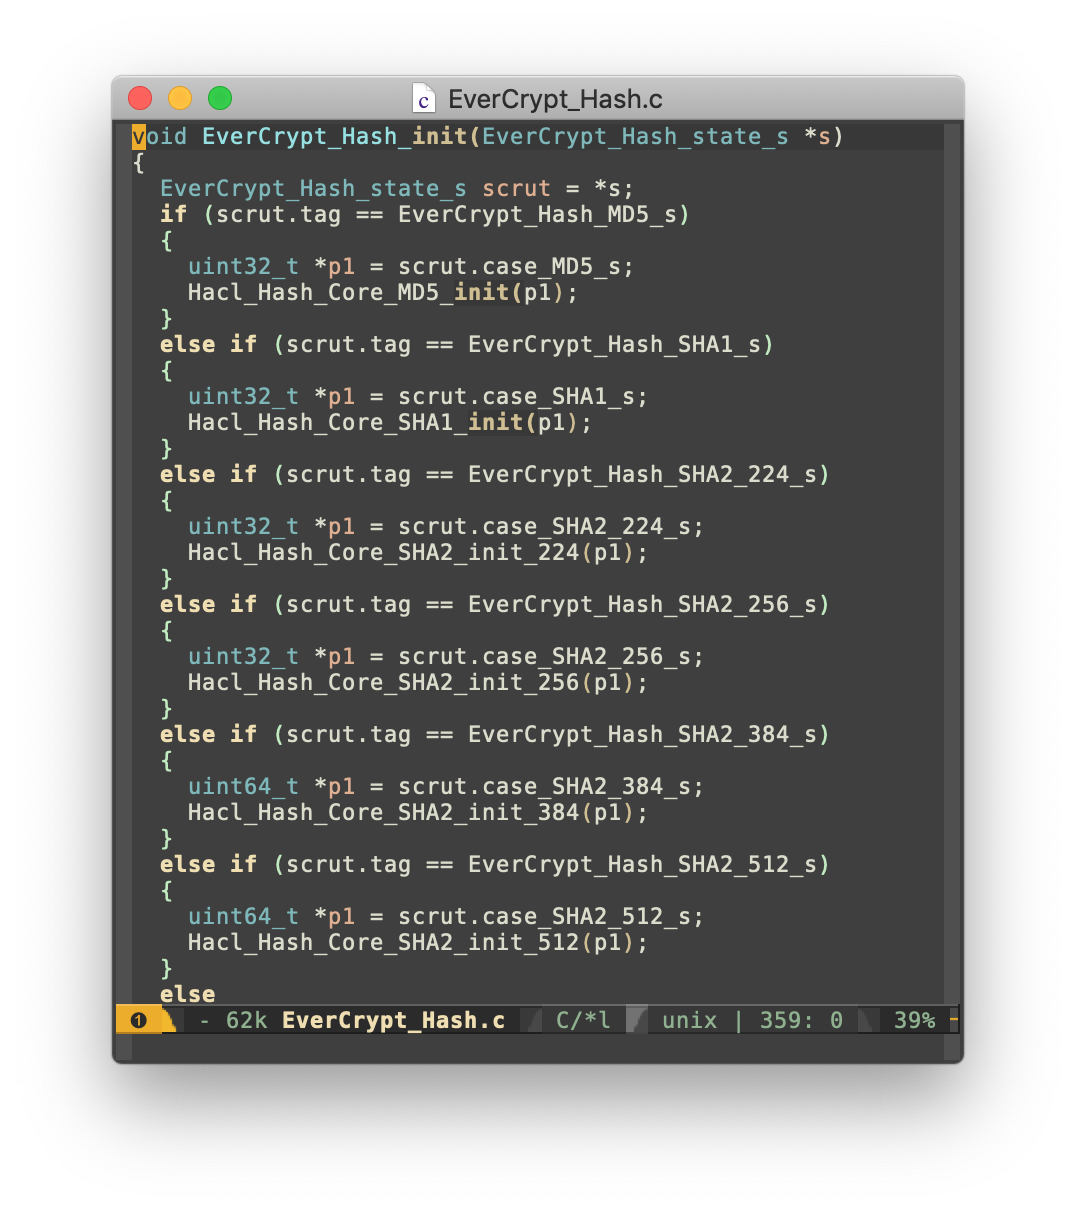 c EverCrypt_Hash.c
void EverCrypt_Hash_init(EverCrypt_Hash_state_s *s)
{
  EverCrypt_Hash_state_s scrut = *s;
  if (scrut.tag == EverCrypt_Hash_MD5_s)
  {
    uint32_t *p1 = scrut.case_MD5_s;
    Hacl_Hash_Core_MD5_init(p1);
  }
  else if (scrut.tag == EverCrypt_Hash_SHA1_s)
  {
    uint32_t *p1 = scrut.case_SHA1_s;
    Hacl_Hash_Core_SHA1_init(p1);
  }
  else if (scrut.tag == EverCrypt_Hash_SHA2_224_s)
  {
    uint32_t *p1 = scrut.case_SHA2_224_s;
    Hacl_Hash_Core_SHA2_init_224(p1);
  }
  else if (scrut.tag == EverCrypt_Hash_SHA2_256_s)
  {
    uint32_t *p1 = scrut.case_SHA2_256_s;
    Hacl_Hash_Core_SHA2_init_256(p1);
  }
  else if (scrut.tag == EverCrypt_Hash_SHA2_384_s)
  {
    uint64_t *p1 = scrut.case_SHA2_384_s;
    Hacl_Hash_Core_SHA2_init_384(p1);
  }
  else if (scrut.tag == EverCrypt_Hash_SHA2_512_s)
  {
    uint64_t *p1 = scrut.case_SHA2_512_s;
    Hacl_Hash_Core_SHA2_init_512(p1);
  }
  else
❶ - 62k EverCrypt_Hash.c C/*l unix | 359: 0 39%